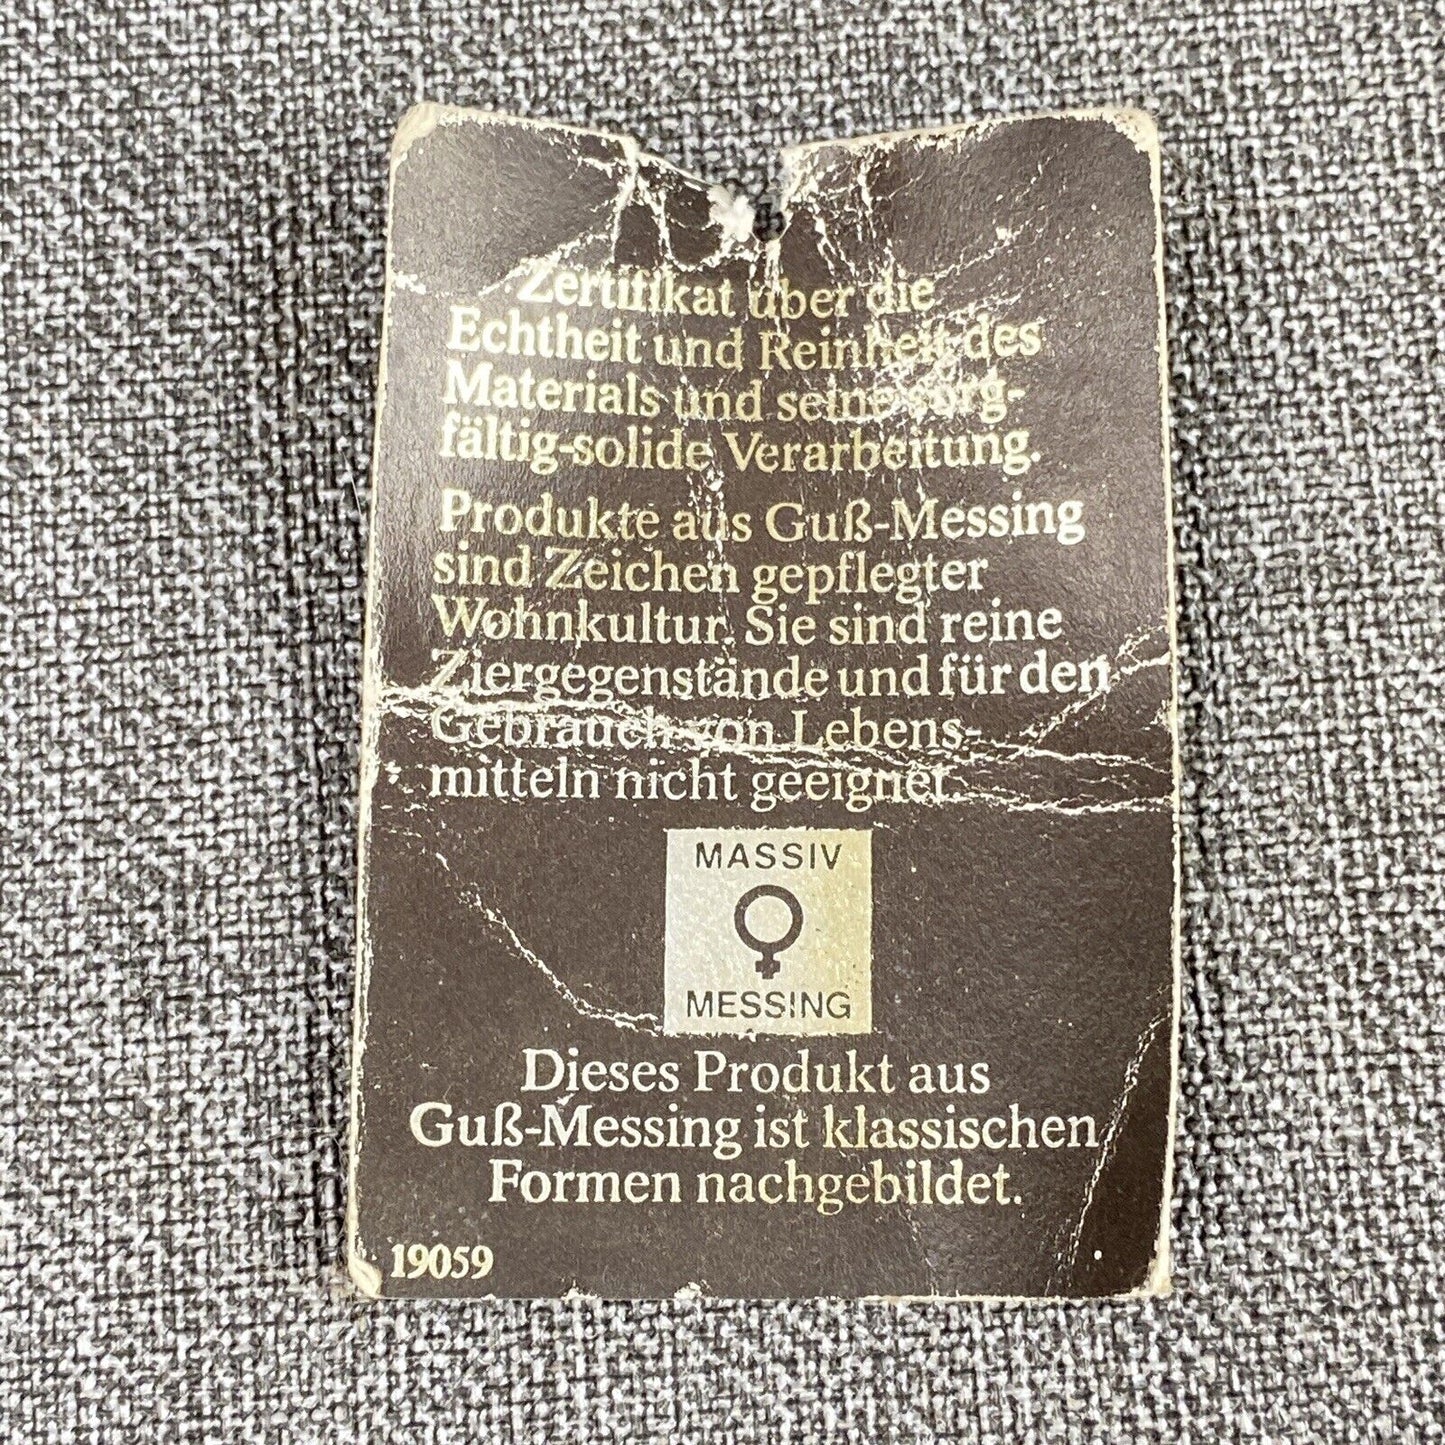 Zertifikat über die
Echtheit und Reinheit des
Materials und seine sorg-
fältig-solide Verarbeitung.
Produkte aus Guß-Messing
sind Zeichen gepflegter
Wohnkultur. Sie sind reine
Ziergegenstände und für den
Gebrauch von Lebens-
mitteln nicht geeignet.
MASSIV
MESSING
Dieses Produkt aus
Guß-Messing ist klassischen
Formen nachgebildet.
19059